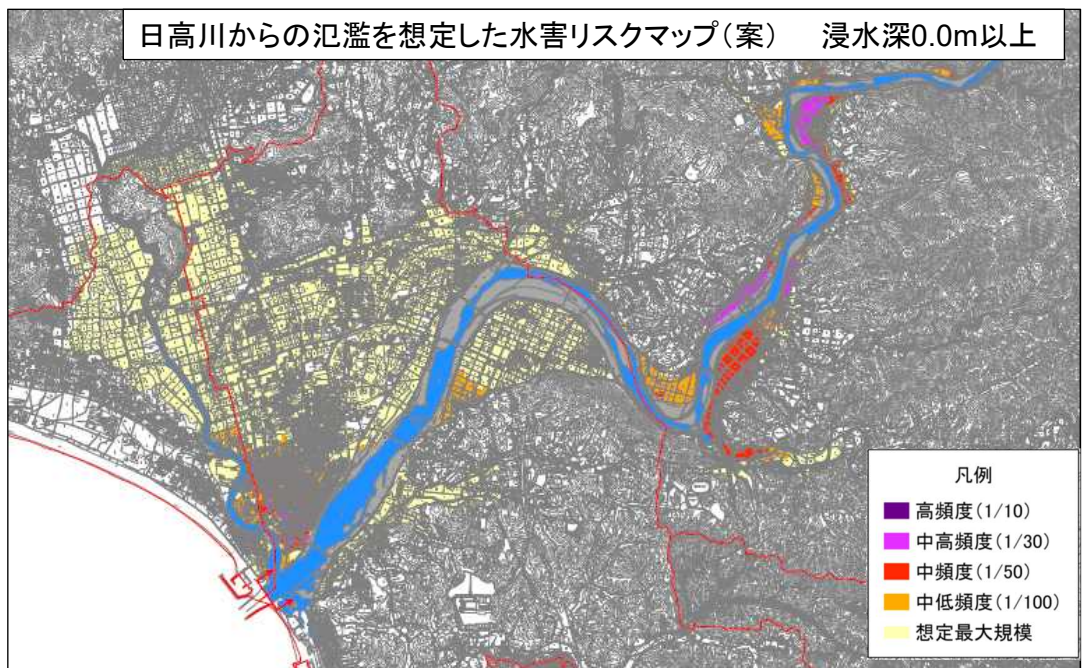 日高川からの氾濫を想定した水害リスクマップ（案）　浸水深0.0m以上
凡例
高頻度（1/10）
中高頻度（1/30）
中頻度（1/50）
中低頻度（1/100）
想定最大規模